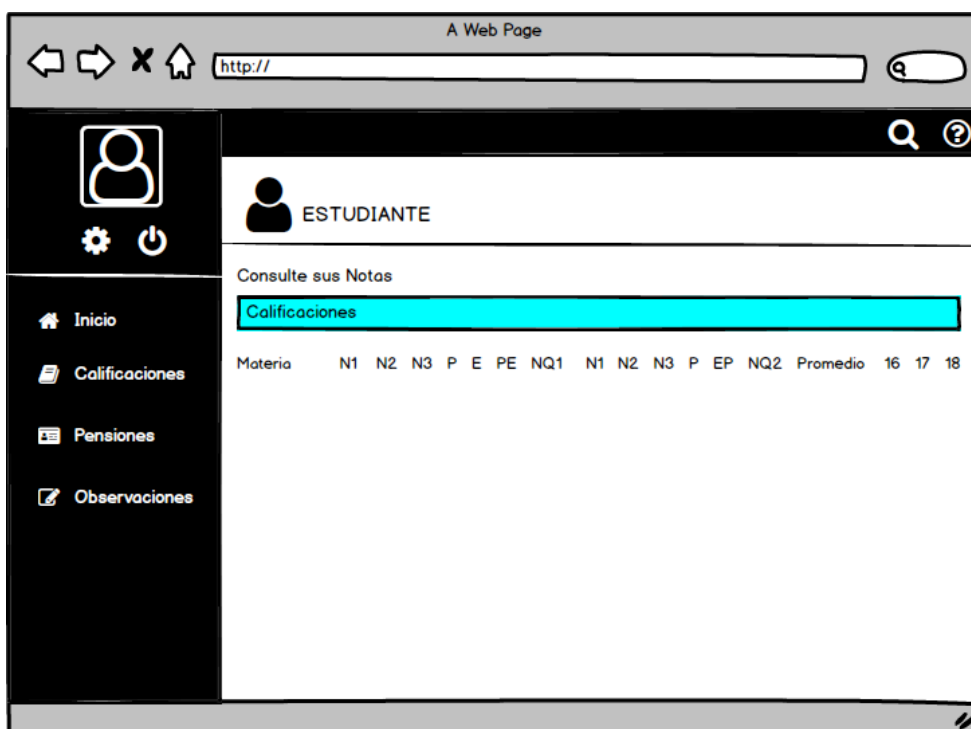 A Web Page
http://
ESTUDIANTE
Consulte sus Notas
Calificaciones
Materia N1 N2 N3 P E PE NQ1 N1 N2 N3 P EP NQ2 Promedio 16 17 18
Inicio
Calificaciones
Pensiones
Observaciones